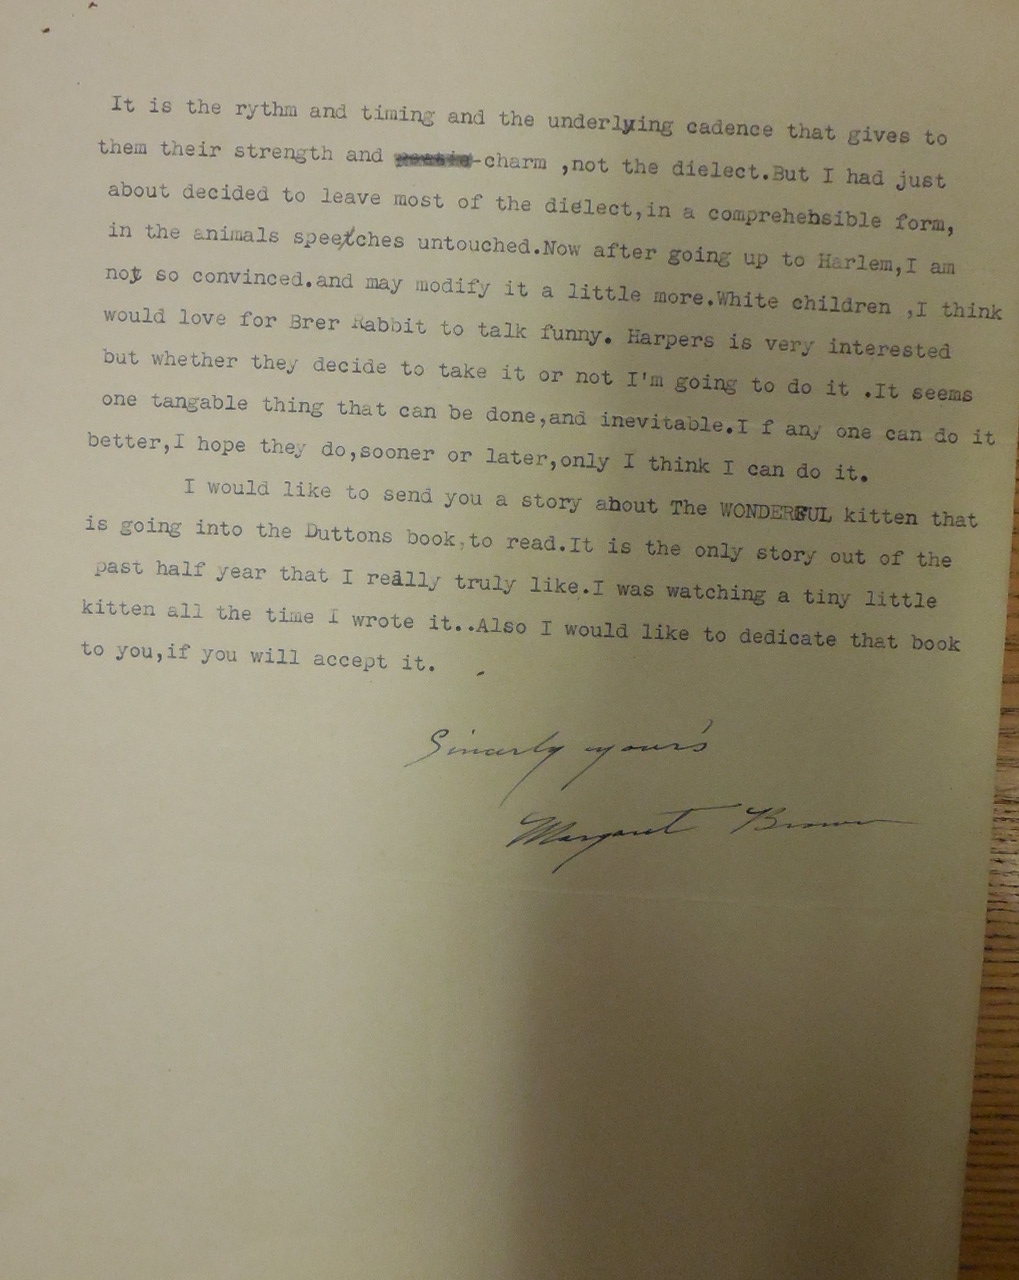 It is the rythm and timing and the underlying cadence that gives to
them their strength and charm ,not the dielect.But I had just
about decided to leave most of the dielect,in a comprehehsible form,
in the animals speetches untouched.Now after going up to Harlem,I am
not so convinced.and may modify it a little more.White children ,I think
would love for Brer Rabbit to talk funny. Harpers is very interested
but whether they decide to take it or not I'm going to do it .It seems
one tangable thing that can be done,and inevitable.I f any one can do it
better,I hope they do,sooner or later,only I think I can do it.
I would like to send you a story about The WONDERFUL kitten that
is going into the Duttons book,to read.It is the only story out of the
past half year that I really truly like.I was watching a tiny little
kitten all the time I wrote it..Also I would like to dedicate that book
to you,if you will accept it.
Sincerly yours
Margaret Brown